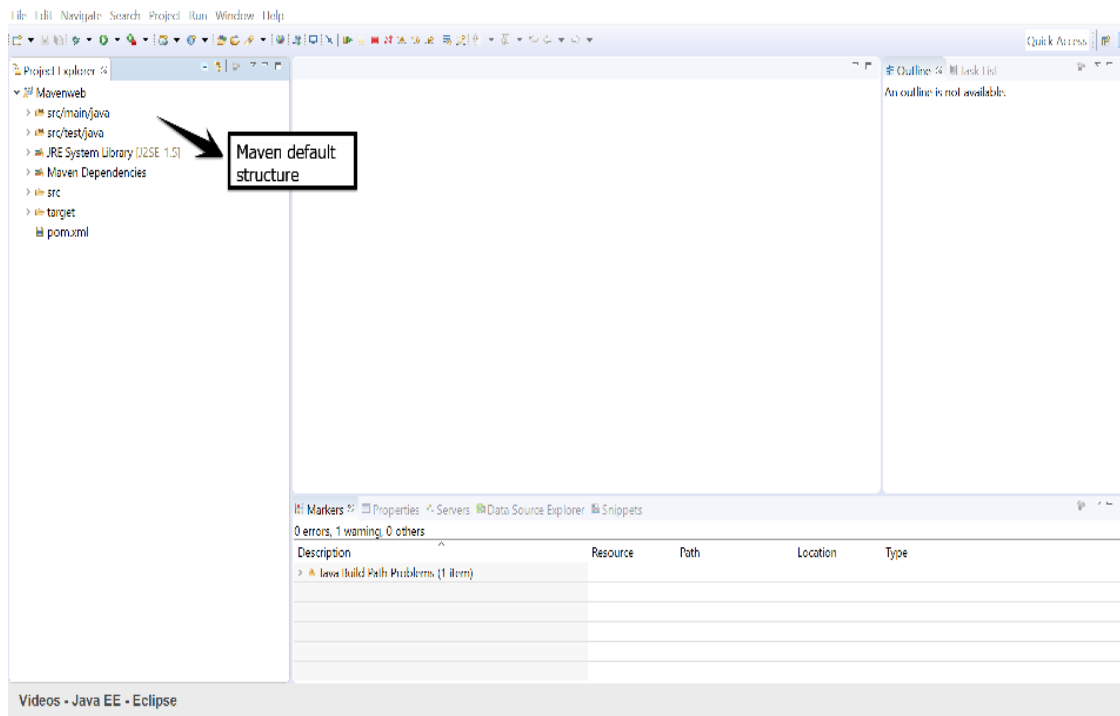 File Edit Navigate Search Project Run Window Help
Quick Access
Project Explorer
Outline Task List
Mavenweb
An outline is not available.
src/main/java
src/test/java
JRE System Library [J2SE-1.5]
Maven Dependencies
src
target
pom.xml
Maven default
structure
Markers Properties Servers Data Source Explorer Snippets
0 errors, 1 warning, 0 others
Description Resource Path Location Type
Java Build Path Problems (1 item)
Videos - Java EE - Eclipse